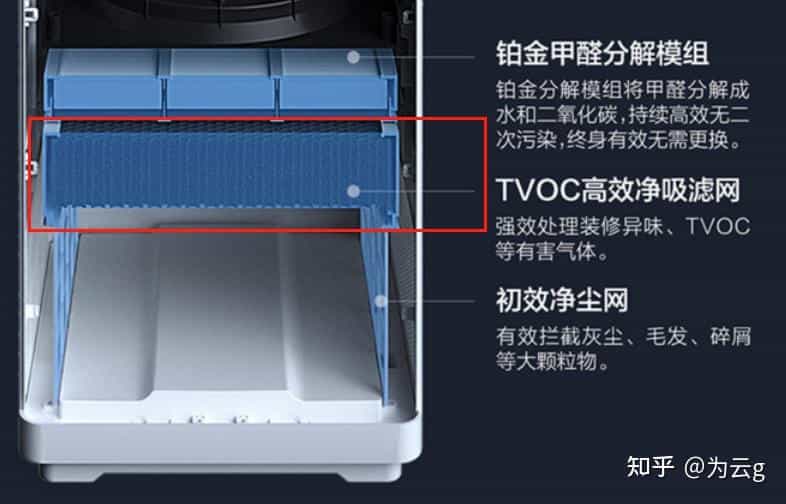 铂金甲醛分解模组
铂金分解模组将甲醛分解成
水和二氧化碳,持续高效无二
次污染,终身有效无需更换。
TVOC高效净吸滤网
强效处理装修异味、TVOC
等有害气体。
初效净尘网
有效拦截灰尘、毛发、碎屑
等大颗粒物。
知乎 @为云g